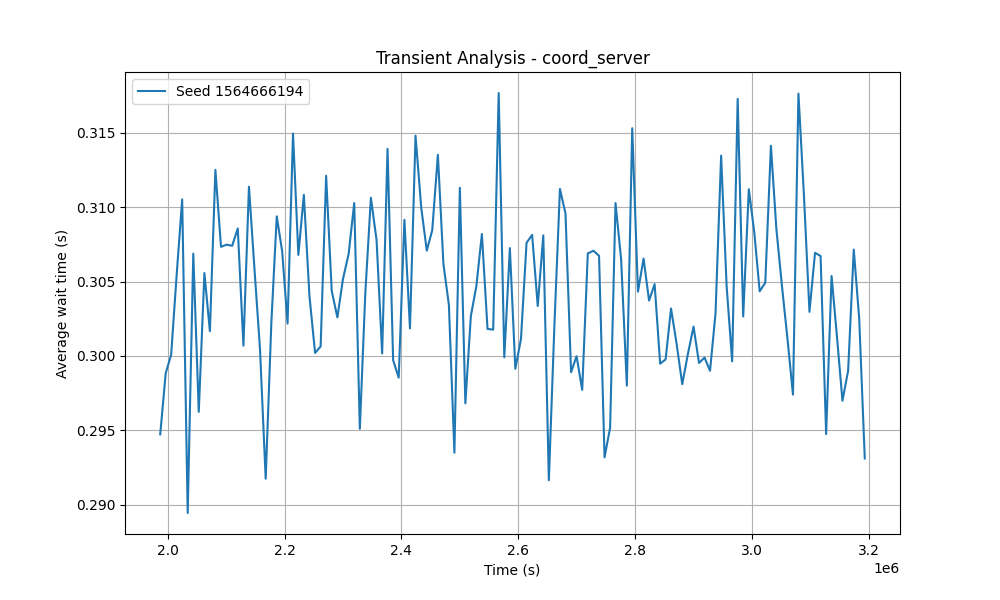 Transient Analysis - coord_server
Seed 1564666194
Average wait time (s)
0.315
0.310
0.305
0.300
0.295
0.290
2.0 2.2 2.4 2.6 2.8 3.0 3.2
1e6
Time (s)